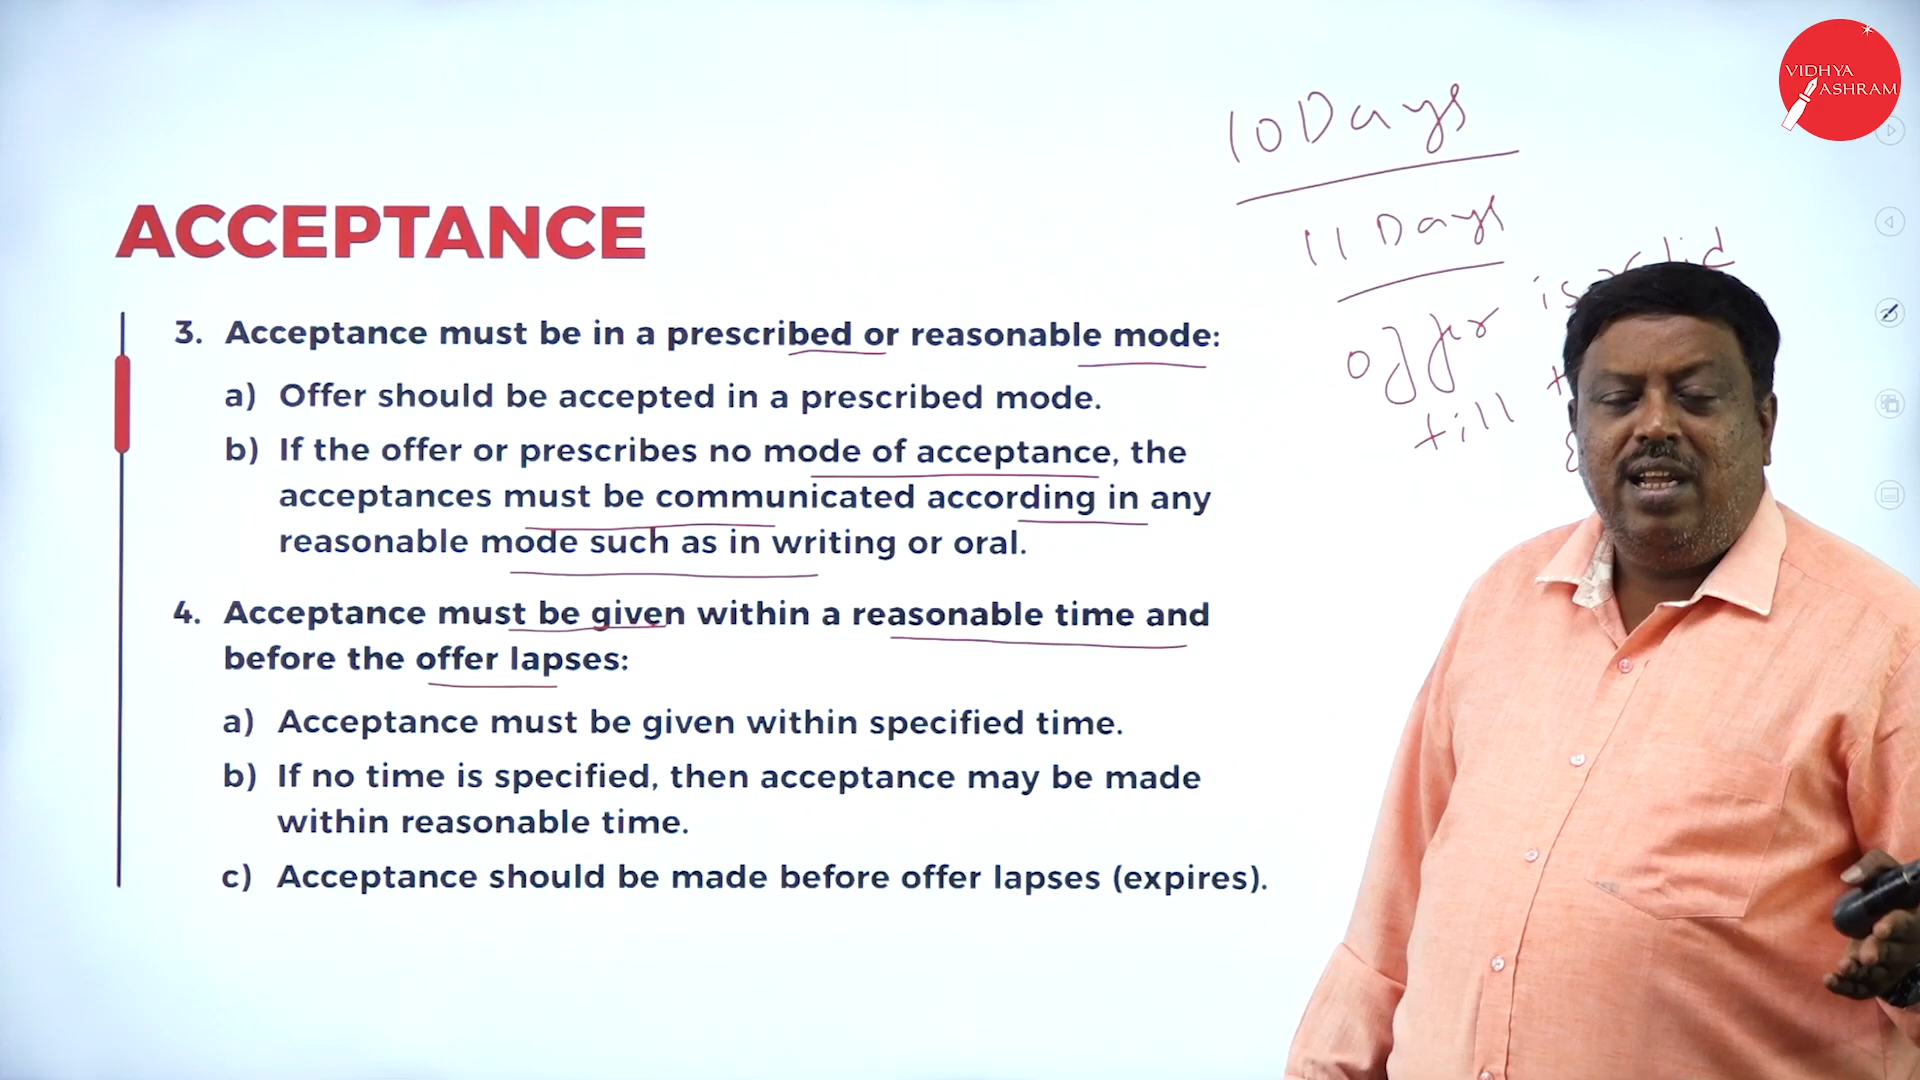 VIDHYA
ASHRAM
10 Days
11 Days
offer is valid
till
ACCEPTANCE
3. Acceptance must be in a prescribed or reasonable mode:
a) Offer should be accepted in a prescribed mode.
b) If the offer or prescribes no mode of acceptance, the
acceptances must be communicated according in any
reasonable mode such as in writing or oral.
4. Acceptance must be given within a reasonable time and
before the offer lapses:
a) Acceptance must be given within specified time.
b) If no time is specified, then acceptance may be made
within reasonable time.
c) Acceptance should be made before offer lapses (expires).